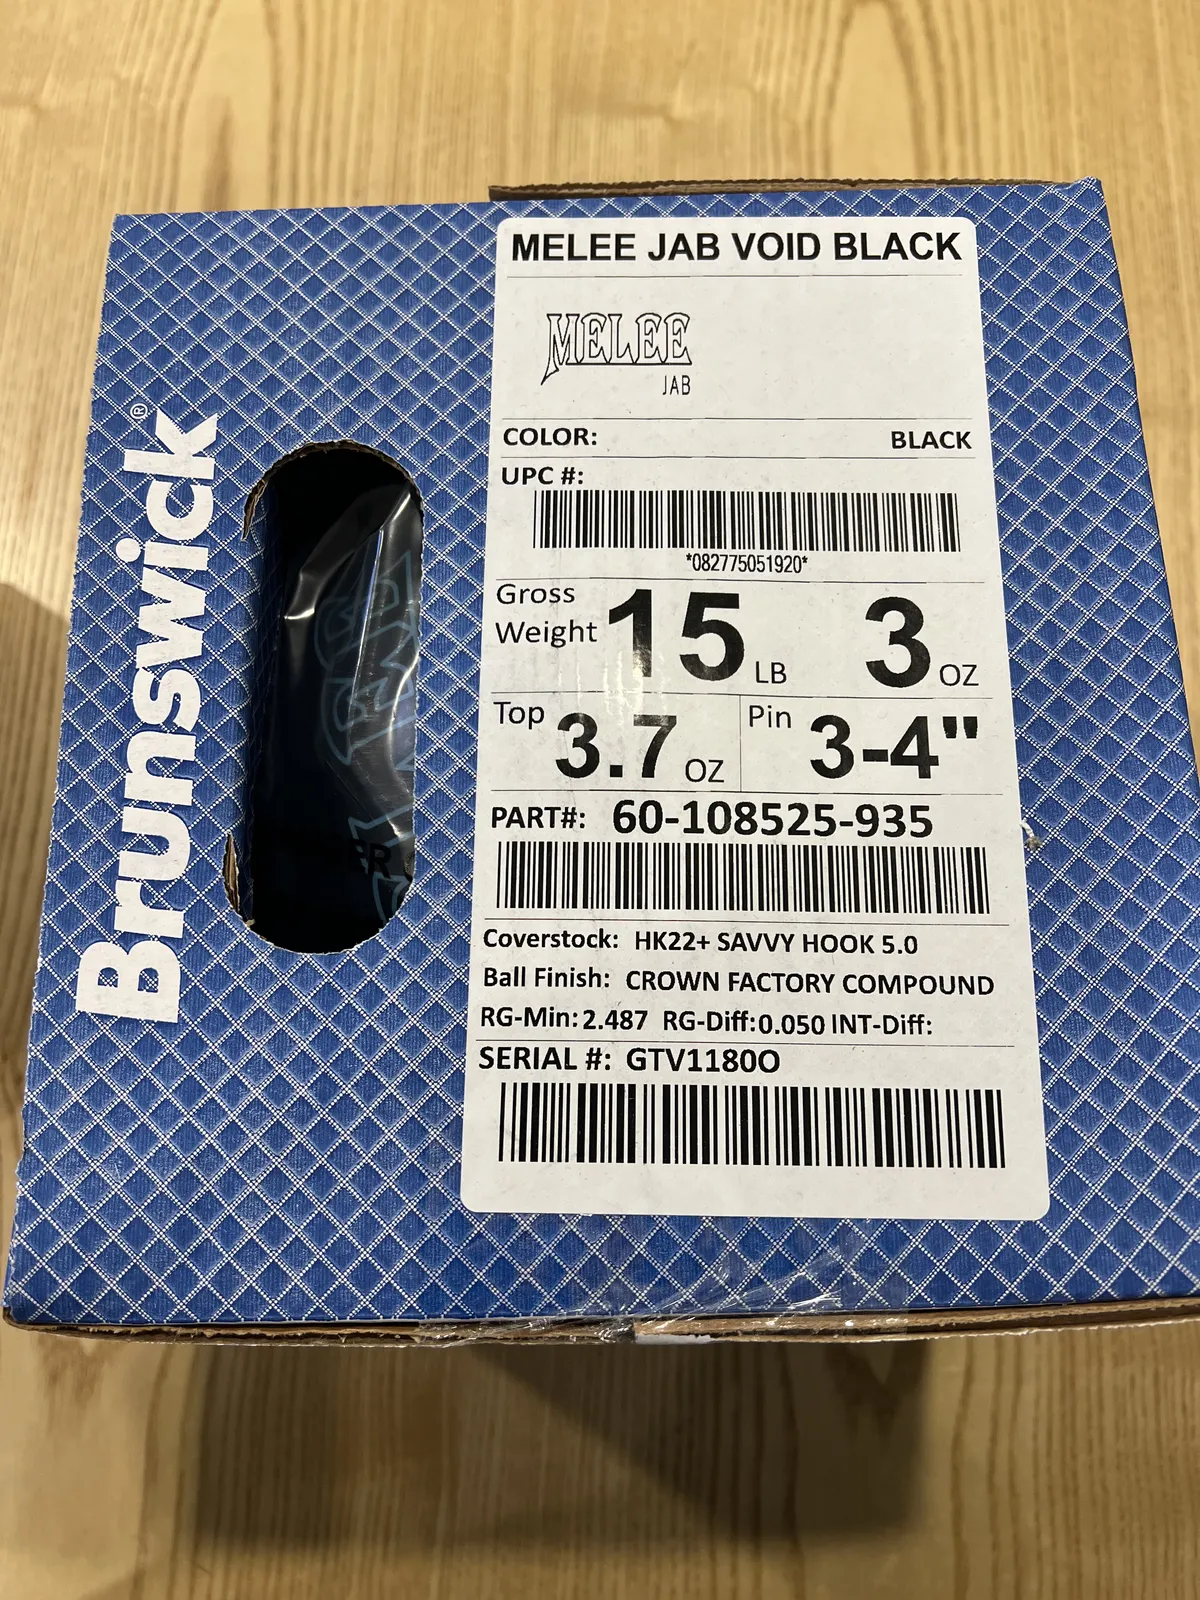 Brunswick®
MELEE JAB VOID BLACK
MELEE
JAB
COLOR: BLACK
UPC #:
*082775051920*
Gross Weight 15 LB 3 OZ
Top 3.7 OZ Pin 3-4"
PART#: 60-108525-935
Coverstock: HK22+ SAVVY HOOK 5.0
Ball Finish: CROWN FACTORY COMPOUND
RG-Min: 2.487 RG-Diff: 0.050 INT-Diff:
SERIAL #: GTV1180O